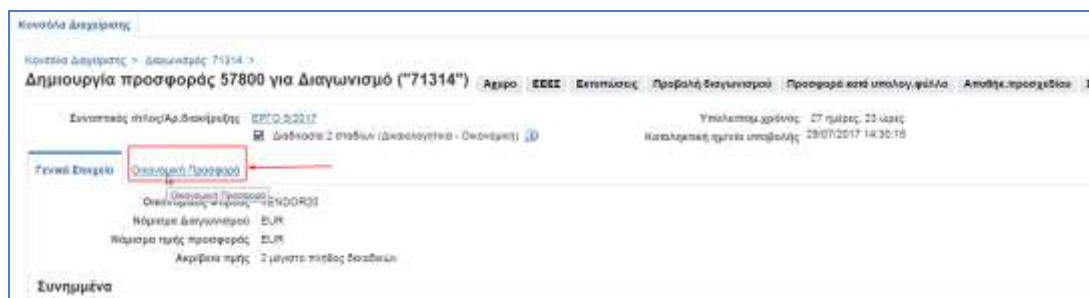 Κονσόλα Διαχείρισης
Κονσόλα Διαχείρισης > Διαγωνισμός 71314 >
Δημιουργία προσφοράς 57800 για Διαγωνισμό ("71314") Άκυρο ΕΕΕΣ Εκτυπώσεις Προβολή διαγωνισμού Προσφορά κατά υπολογ.φύλλο Αποθήκ.προσχεδίου
Συνοπτικός τίτλος/Αρ.διακήρυξης ΕΡΓΟ 5/2017 Υπολειπόμ.χρόνος 27 ημέρες, 23 ώρες
Διαδικασία 2 σταδίων (Δικαιολογητικά - Οικονομική) Καταληκτική ημ/νία υποβολής 28/07/2017 14:30:15
Γενικά Στοιχεία Οικονομική Προσφορά
Οικονομική Προσφορά
Οικονομικός Φορέας VENDOR20
Νόμισμα Διαγωνισμού EUR
Νόμισμα τιμής προσφοράς EUR
Ακρίβεια τιμής 2 μέγιστο πλήθος δεκαδικών
Συνημμένα